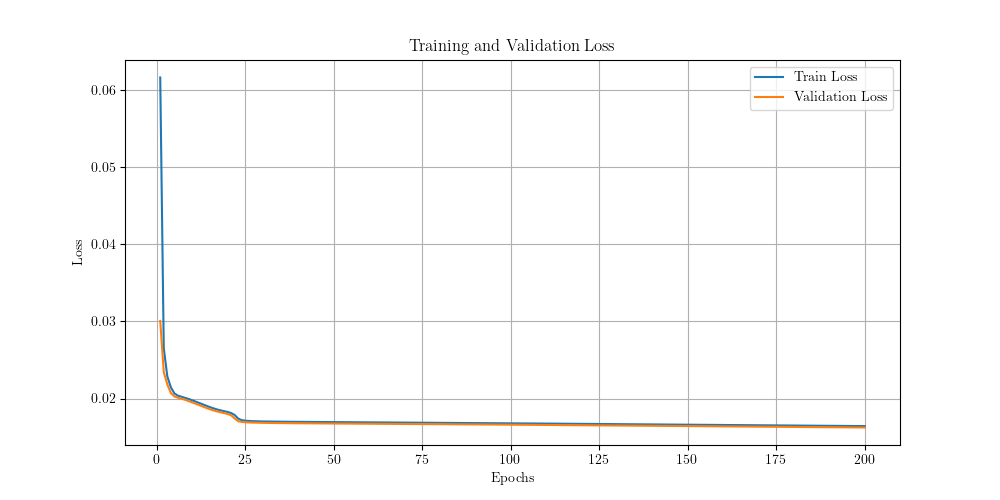 Training and Validation Loss
Train Loss
Validation Loss
0.06
0.05
0.04
0.03
0.02
Loss
0 25 50 75 100 125 150 175 200
Epochs